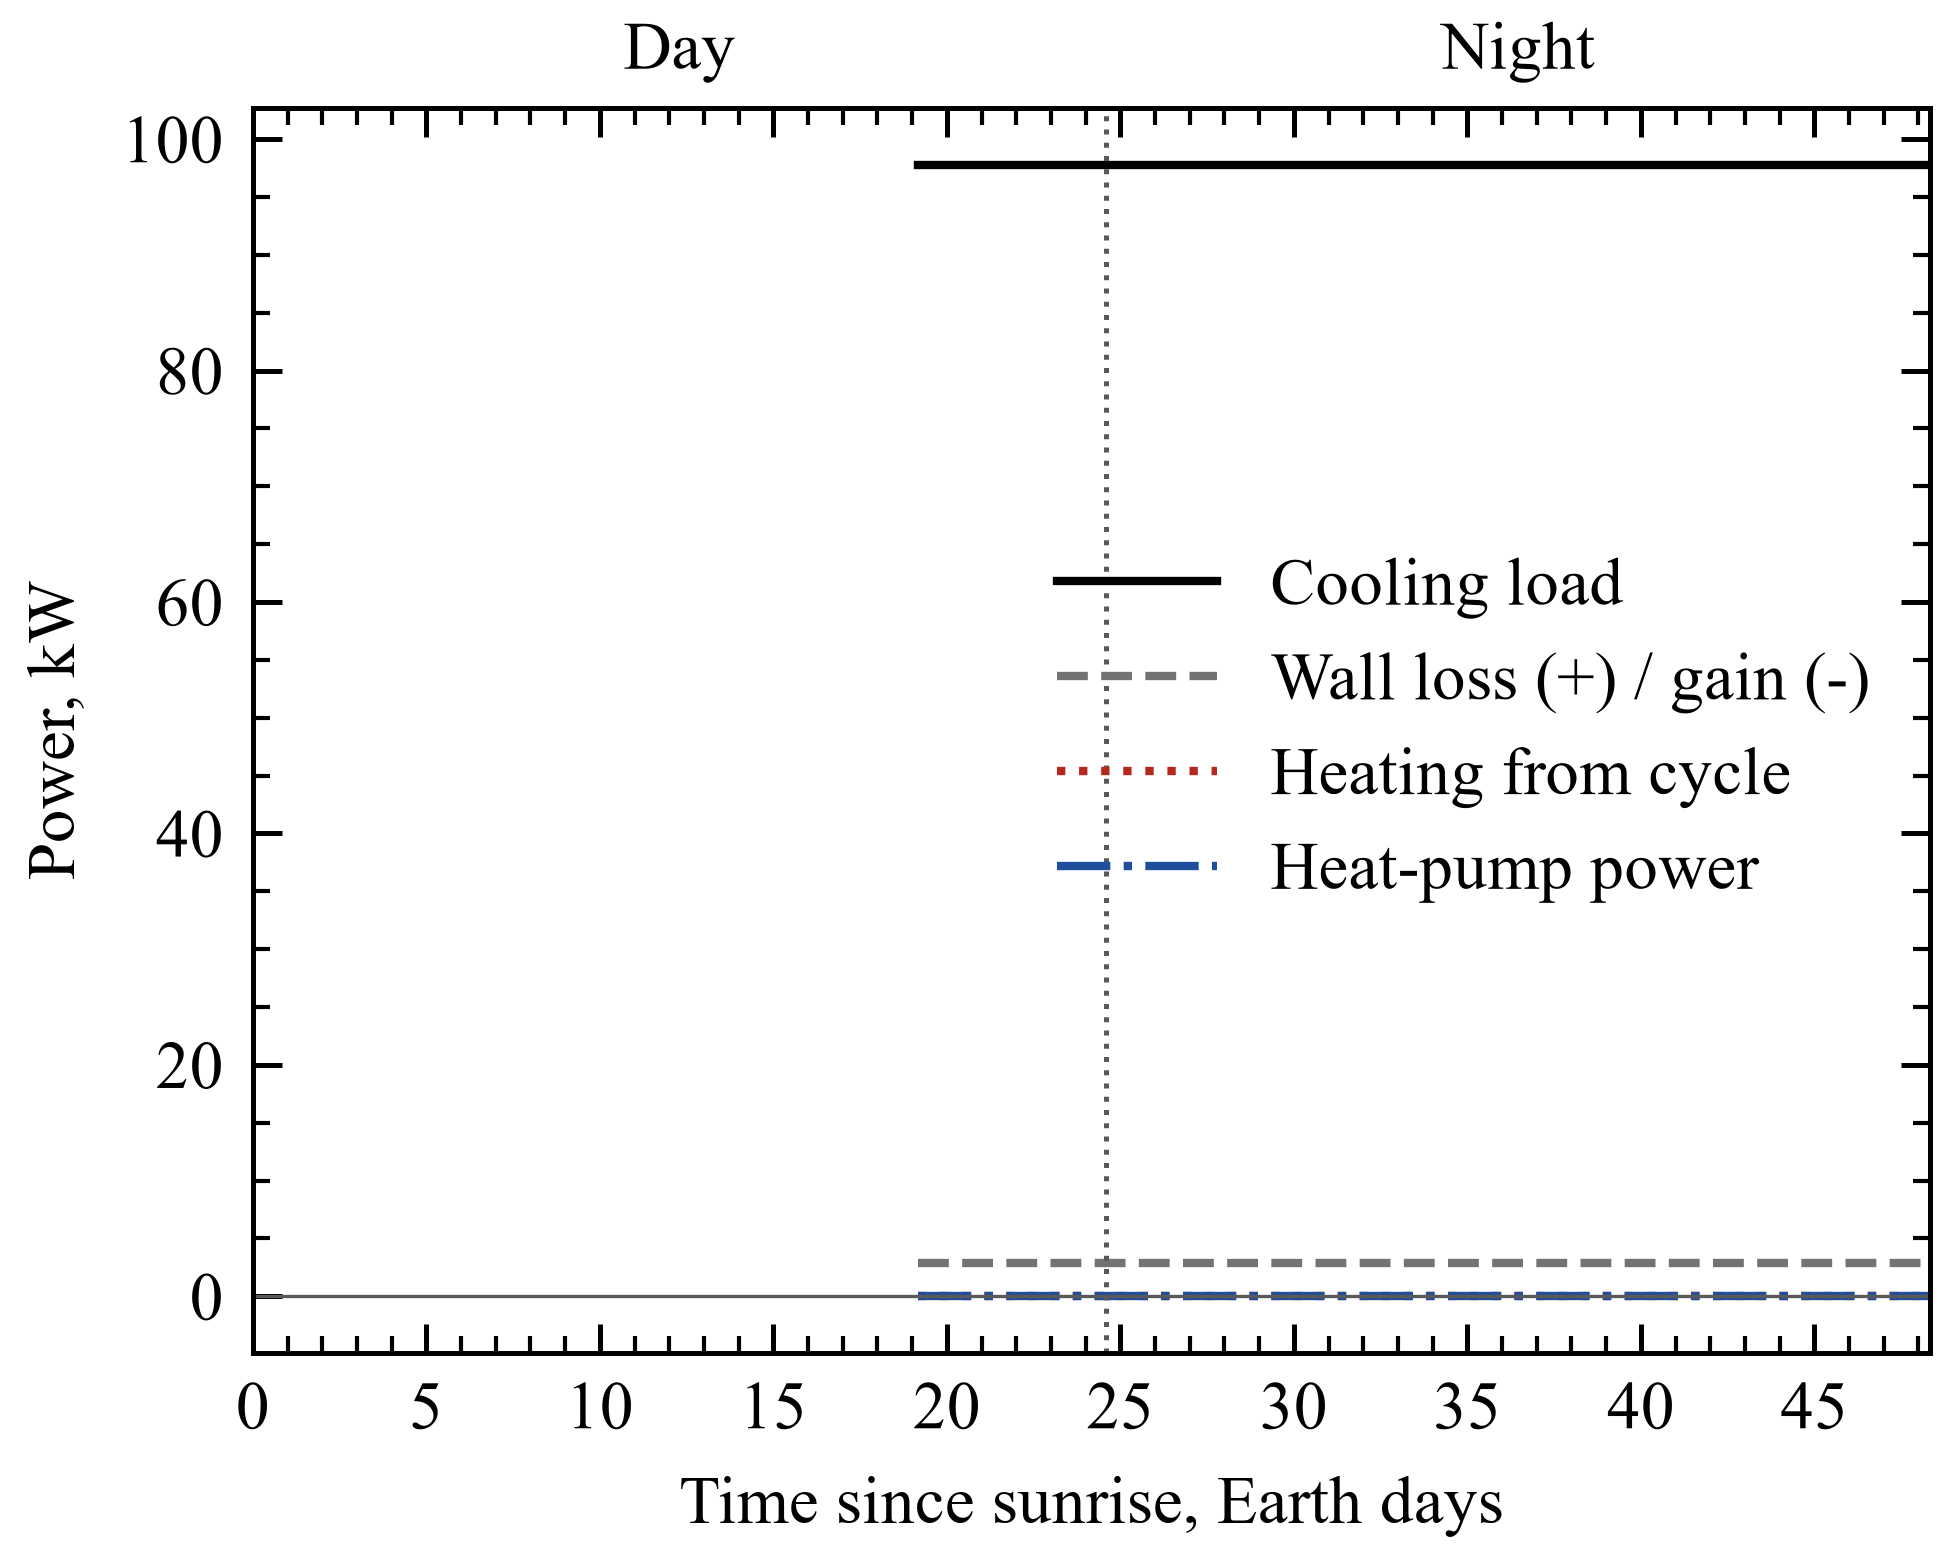 Day Night
100
80
60
40
20
0
Power, kW
Cooling load
Wall loss (+) / gain (-)
Heating from cycle
Heat-pump power
0 5 10 15 20 25 30 35 40 45
Time since sunrise, Earth days